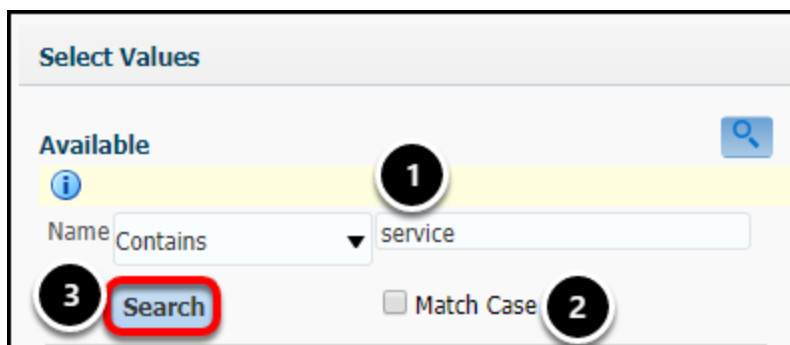 Select Values
Available
1
Name Contains service
3 Search Match Case 2